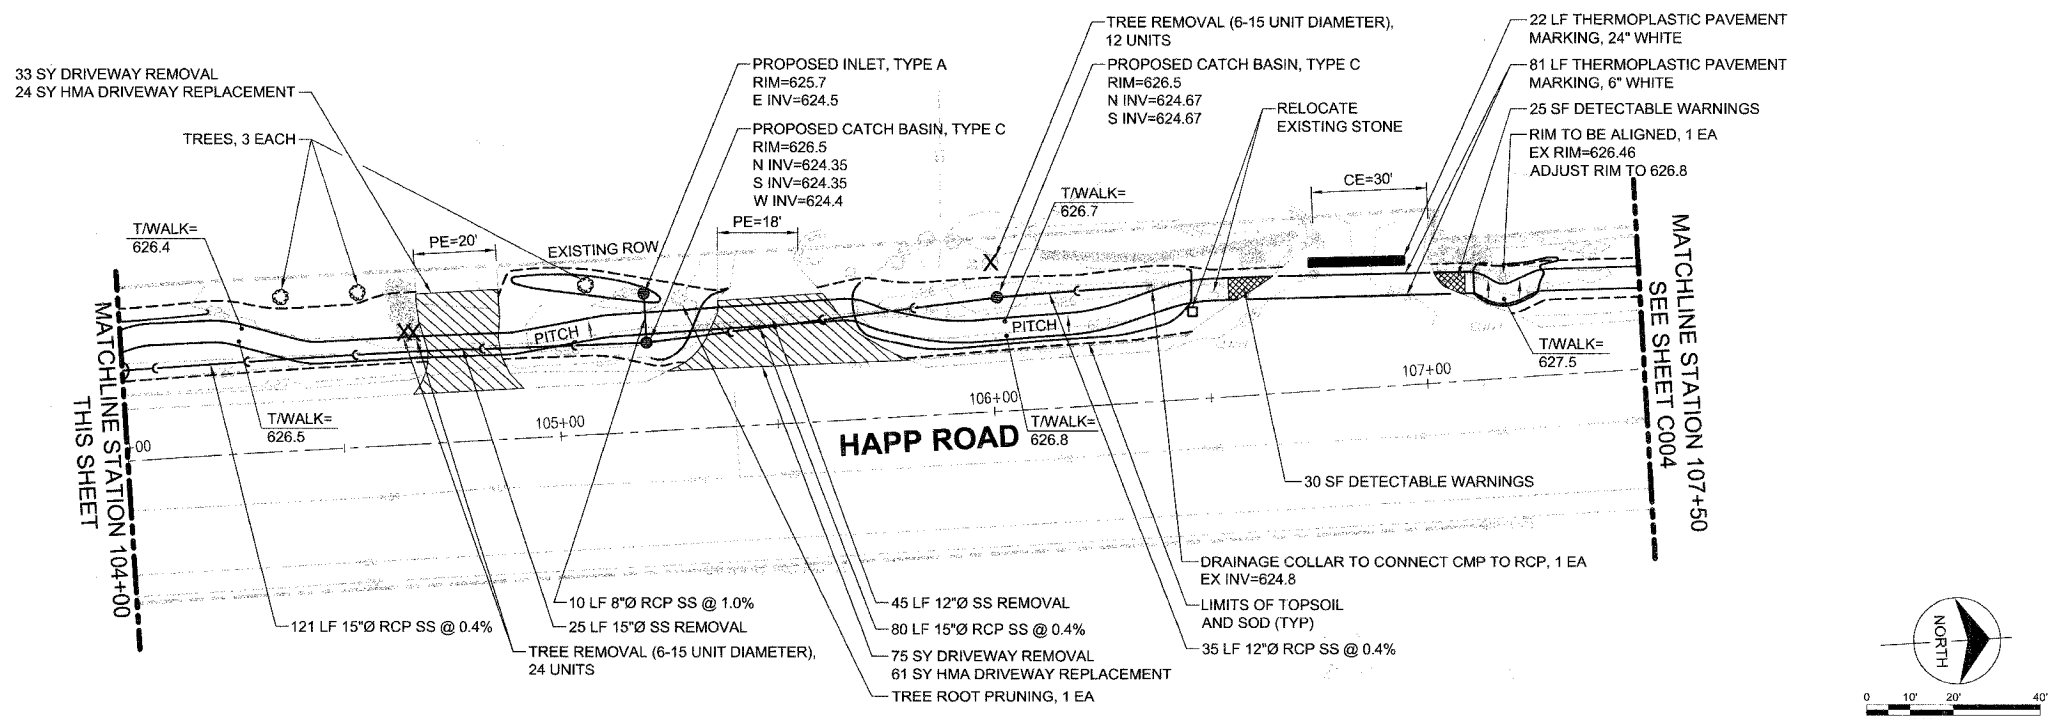 33 SY DRIVEWAY REMOVAL
24 SY HMA DRIVEWAY REPLACEMENT
TREES, 3 EACH
T/WALK=
626.4
PE=20'
EXISTING ROW
PROPOSED INLET, TYPE A
RIM=625.7
E INV=624.5
PROPOSED CATCH BASIN, TYPE C
RIM=626.5
N INV=624.35
S INV=624.35
W INV=624.4
PE=18'
TREE REMOVAL (6-15 UNIT DIAMETER),
12 UNITS
PROPOSED CATCH BASIN, TYPE C
RIM=626.5
N INV=624.67
S INV=624.67
RELOCATE
EXISTING STONE
T/WALK=
626.7
CE=30'
22 LF THERMOPLASTIC PAVEMENT
MARKING, 24" WHITE
81 LF THERMOPLASTIC PAVEMENT
MARKING, 6" WHITE
25 SF DETECTABLE WARNINGS
RIM TO BE ALIGNED, 1 EA
EX RIM=626.46
ADJUST RIM TO 626.8
MATCHLINE STATION 104+00
THIS SHEET
X
XX
PITCH
PITCH
T/WALK=
626.5
+00
105+00
106+00
107+00
HAPP ROAD
T/WALK=
626.8
T/WALK=
627.5
MATCHLINE STATION 107+50
SEE SHEET C004
30 SF DETECTABLE WARNINGS
121 LF 15"Ø RCP SS @ 0.4%
10 LF 8"Ø RCP SS @ 1.0%
25 LF 15"Ø SS REMOVAL
TREE REMOVAL (6-15 UNIT DIAMETER),
24 UNITS
45 LF 12"Ø SS REMOVAL
80 LF 15"Ø RCP SS @ 0.4%
75 SY DRIVEWAY REMOVAL
61 SY HMA DRIVEWAY REPLACEMENT
TREE ROOT PRUNING, 1 EA
DRAINAGE COLLAR TO CONNECT CMP TO RCP, 1 EA
EX INV=624.8
LIMITS OF TOPSOIL
AND SOD (TYP)
35 LF 12"Ø RCP SS @ 0.4%
NORTH
0 10' 20' 40'